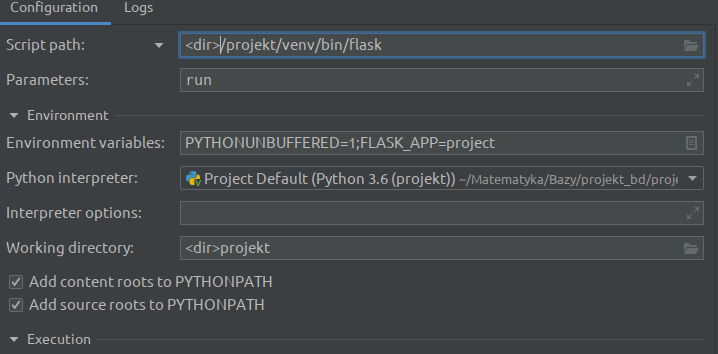 Configuration Logs
Script path: <dir>/projekt/venv/bin/flask
Parameters: run
Environment
Environment variables: PYTHONUNBUFFERED=1;FLASK_APP=project
Python interpreter: Project Default (Python 3.6 (projekt)) ~/Matematyka/Bazy/projekt_bd/proje
Interpreter options:
Working directory: <dir>projekt
Add content roots to PYTHONPATH
Add source roots to PYTHONPATH
Execution